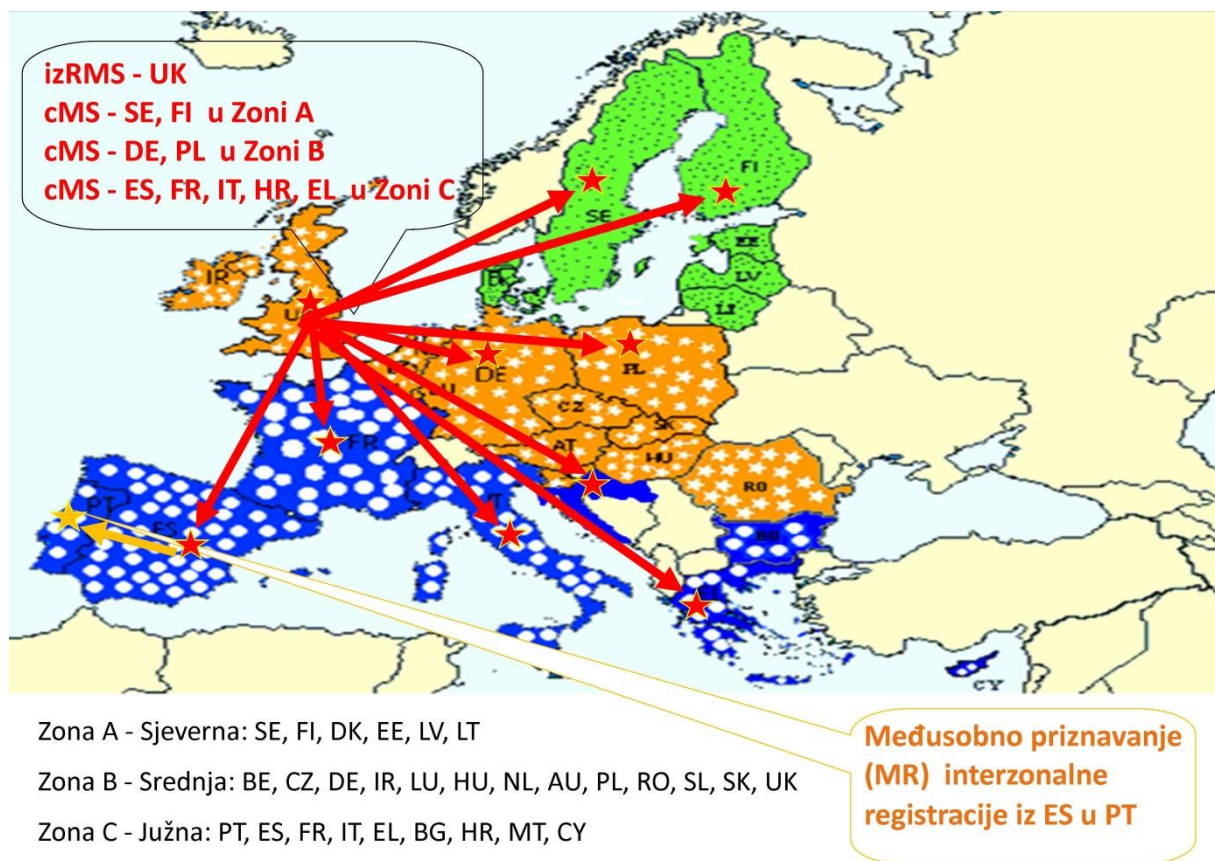 izRMS - UK
cMS - SE, FI u Zoni A
cMS - DE, PL u Zoni B
cMS - ES, FR, IT, HR, EL u Zoni C
FI
SE
EE
LV
LI
IR
U
DE
PL
CZ
SK
AT
HU
RO
FR
IT
PT
ES
CY
Zona A - Sjeverna: SE, FI, DK, EE, LV, LT
Zona B - Srednja: BE, CZ, DE, IR, LU, HU, NL, AU, PL, RO, SL, SK, UK
Zona C - Južna: PT, ES, FR, IT, EL, BG, HR, MT, CY
Međusobno priznavanje
(MR) interzonalne
registracije iz ES u PT